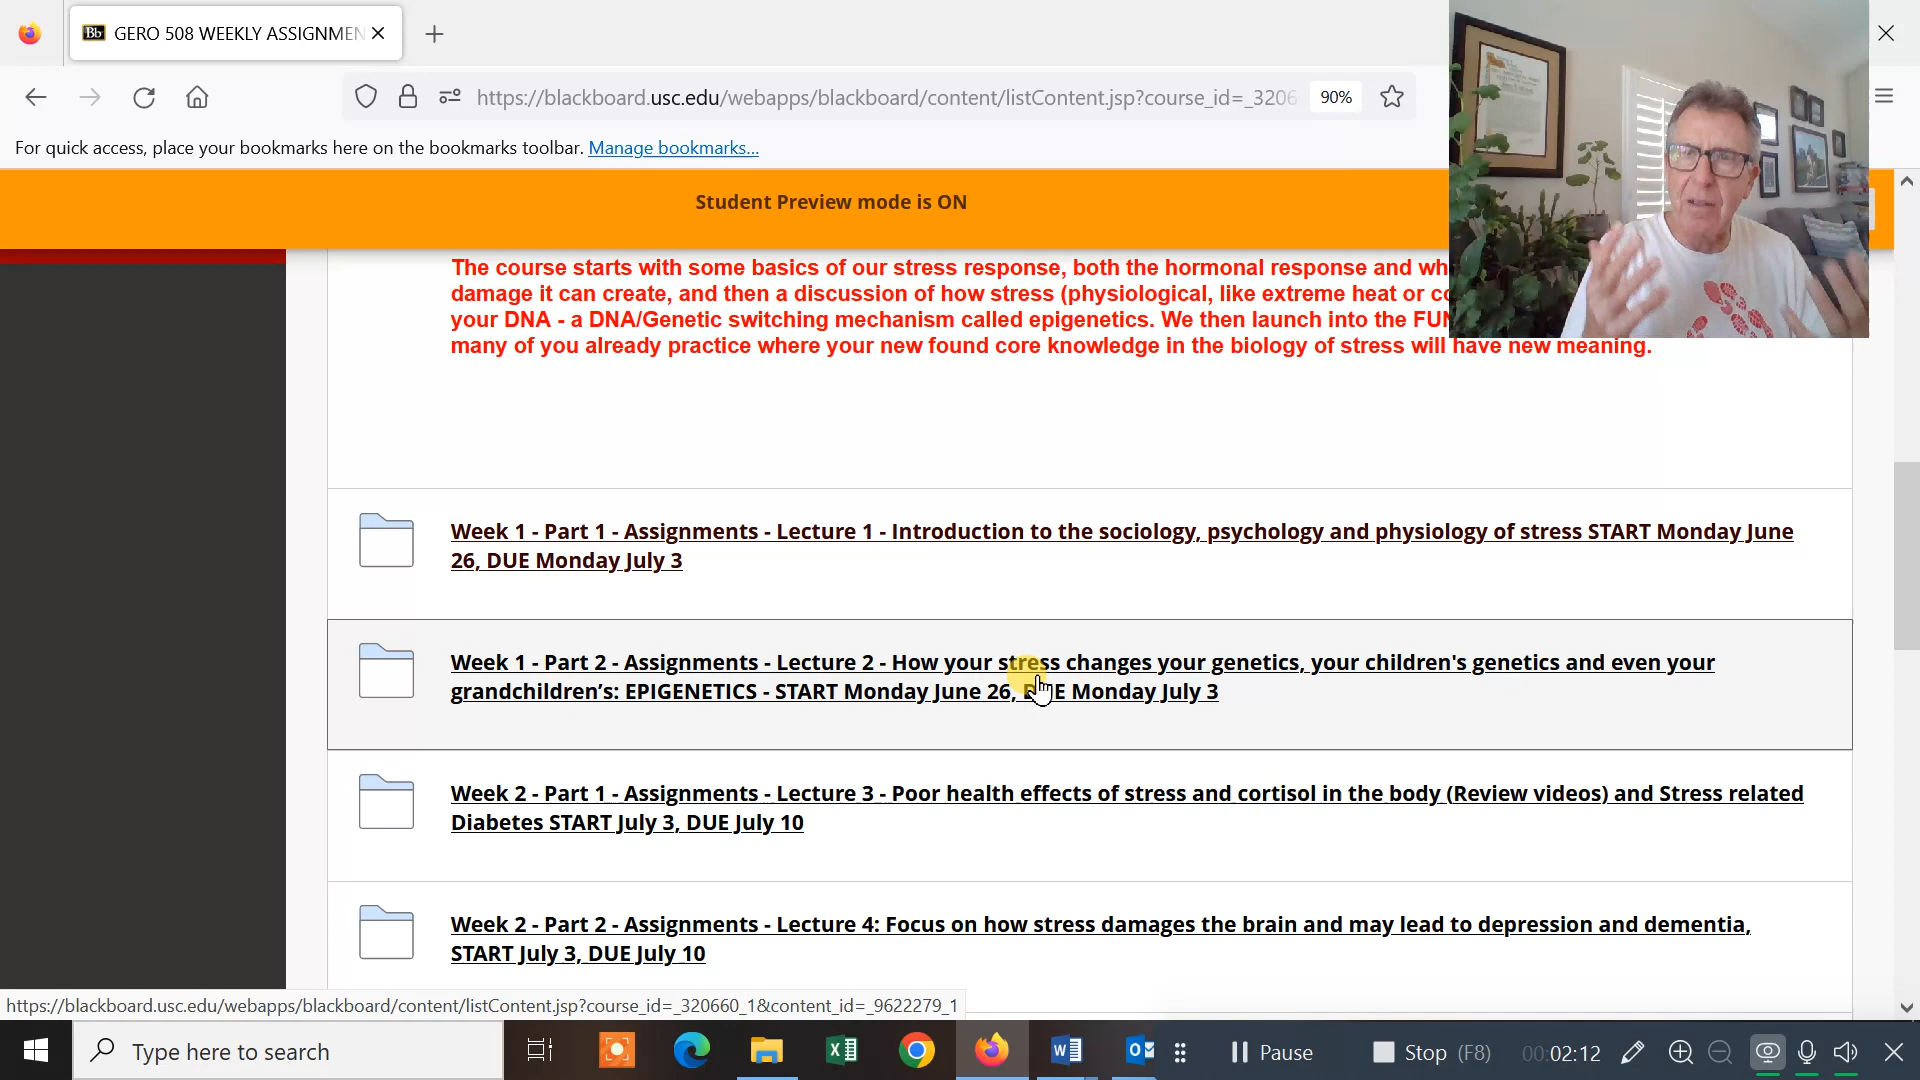 GERO 508 WEEKLY ASSIGNMEN
https://blackboard.usc.edu/webapps/blackboard/content/listContent.jsp?course_id=_3206
90%
For quick access, place your bookmarks here on the bookmarks toolbar. Manage bookmarks...
Student Preview mode is ON
The course starts with some basics of our stress response, both the hormonal response and wh
damage it can create, and then a discussion of how stress (physiological, like extreme heat or co
your DNA - a DNA/Genetic switching mechanism called epigenetics. We then launch into the FUN
many of you already practice where your new found core knowledge in the biology of stress will have new meaning.
Week 1 - Part 1 - Assignments - Lecture 1 - Introduction to the sociology, psychology and physiology of stress START Monday June
26, DUE Monday July 3
Week 1 - Part 2 - Assignments - Lecture 2 - How your stress changes your genetics, your children's genetics and even your
grandchildren’s: EPIGENETICS - START Monday June 26, DUE Monday July 3
Week 2 - Part 1 - Assignments - Lecture 3 - Poor health effects of stress and cortisol in the body (Review videos) and Stress related
Diabetes START July 3, DUE July 10
Week 2 - Part 2 - Assignments - Lecture 4: Focus on how stress damages the brain and may lead to depression and dementia,
START July 3, DUE July 10
https://blackboard.usc.edu/webapps/blackboard/content/listContent.jsp?course_id=_320660_1&content_id=_9622279_1
Type here to search
Pause
Stop (F8)
00:02:12